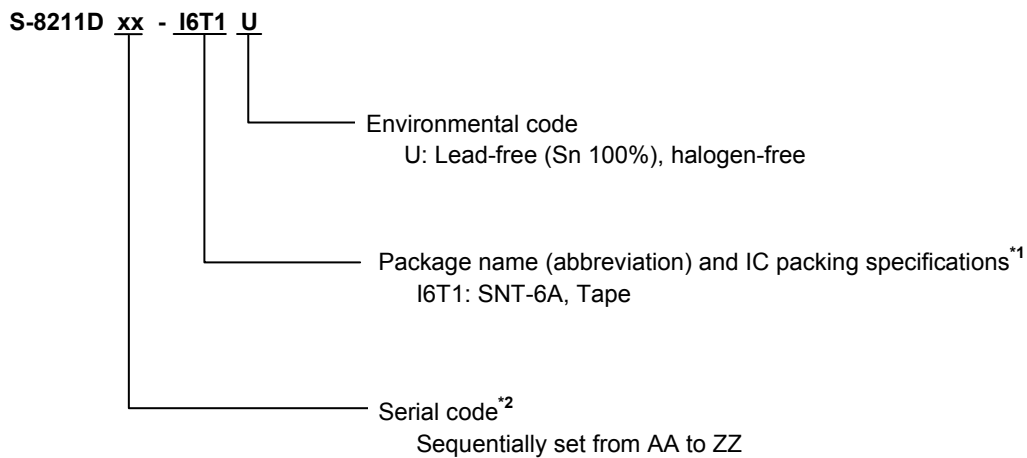 S-8211D xx - I6T1 U
Environmental code
U: Lead-free (Sn 100%), halogen-free
Package name (abbreviation) and IC packing specifications*1
I6T1: SNT-6A, Tape
Serial code*2
Sequentially set from AA to ZZ